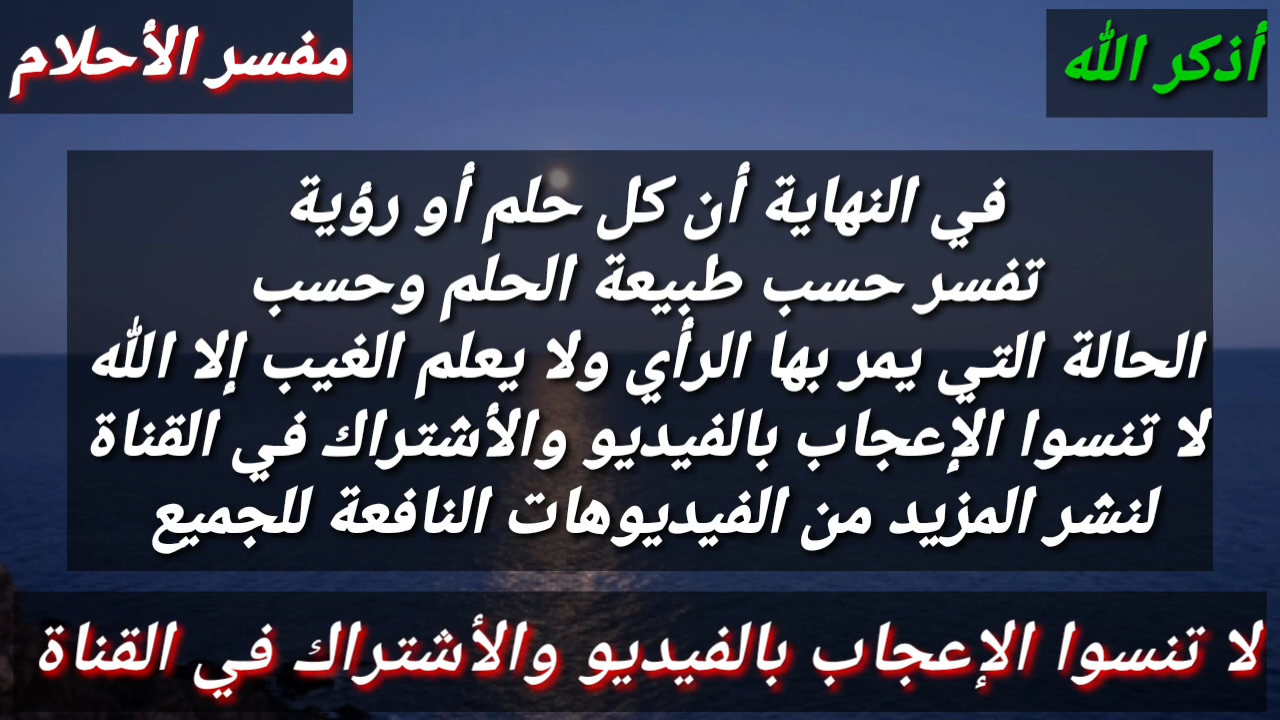 أذكر الله
مفسر الأحلام
في النهاية أن كل حلم أو رؤية
تفسر حسب طبيعة الحلم وحسب
الحالة التي يمر بها الرأي ولا يعلم الغيب إلا الله
لا تنسوا الإعجاب بالفيديو والأشتراك في القناة
لنشر المزيد من الفيديوهات النافعة للجميع
لا تنسوا الإعجاب بالفيديو والأشتراك في القناة